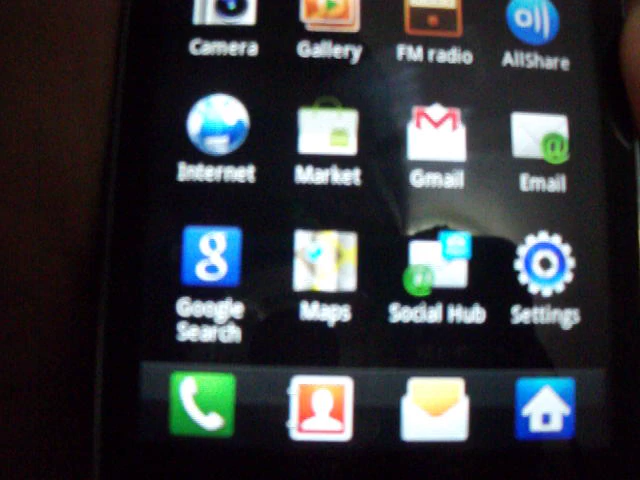 Camera Gallery FM radio AllShare
Internet Market Gmail Email
Google Search Maps Social Hub Settings